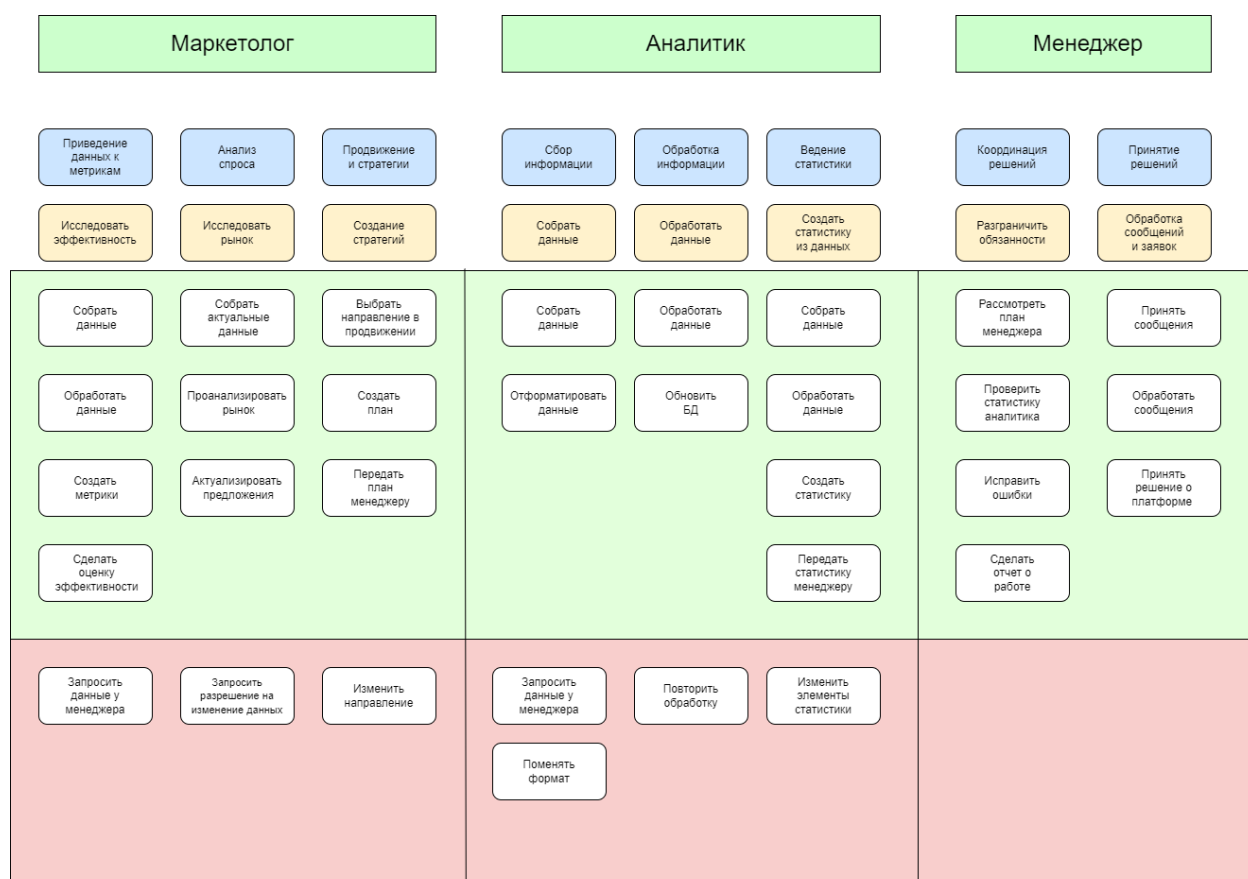 Маркетолог
Аналитик
Менеджер
Приведение
данных к
метрикам
Анализ
спроса
Продвижение
и стратегии
Сбор
информации
Обработка
информации
Ведение
статистики
Координация
решений
Принятие
решений
Исследовать
эффективность
Исследовать
рынок
Создание
стратегий
Собрать
данные
Обработать
данные
Создать
статистику
из данных
Разграничить
обязанности
Обработка
сообщений
и заявок
Собрать
данные
Собрать
актуальные
данные
Выбрать
направление в
продвижении
Собрать
данные
Обработать
данные
Собрать
данные
Рассмотреть
план
менеджера
Принять
сообщения
Обработать
данные
Проанализировать
рынок
Создать
план
Отформатировать
данные
Обновить
БД
Обработать
данные
Проверить
статистику
аналитика
Обработать
сообщения
Создать
метрики
Актуализировать
предложения
Передать
план
менеджеру
Создать
статистику
Исправить
ошибки
Принять
решение о
платформе
Сделать
оценку
эффективности
Передать
статистику
менеджеру
Сделать
отчет о
работе
Запросить
данные у
менеджера
Запросить
разрешение на
изменение данных
Изменить
направление
Запросить
данные у
менеджера
Повторить
обработку
Изменить
элементы
статистики
Поменять
формат